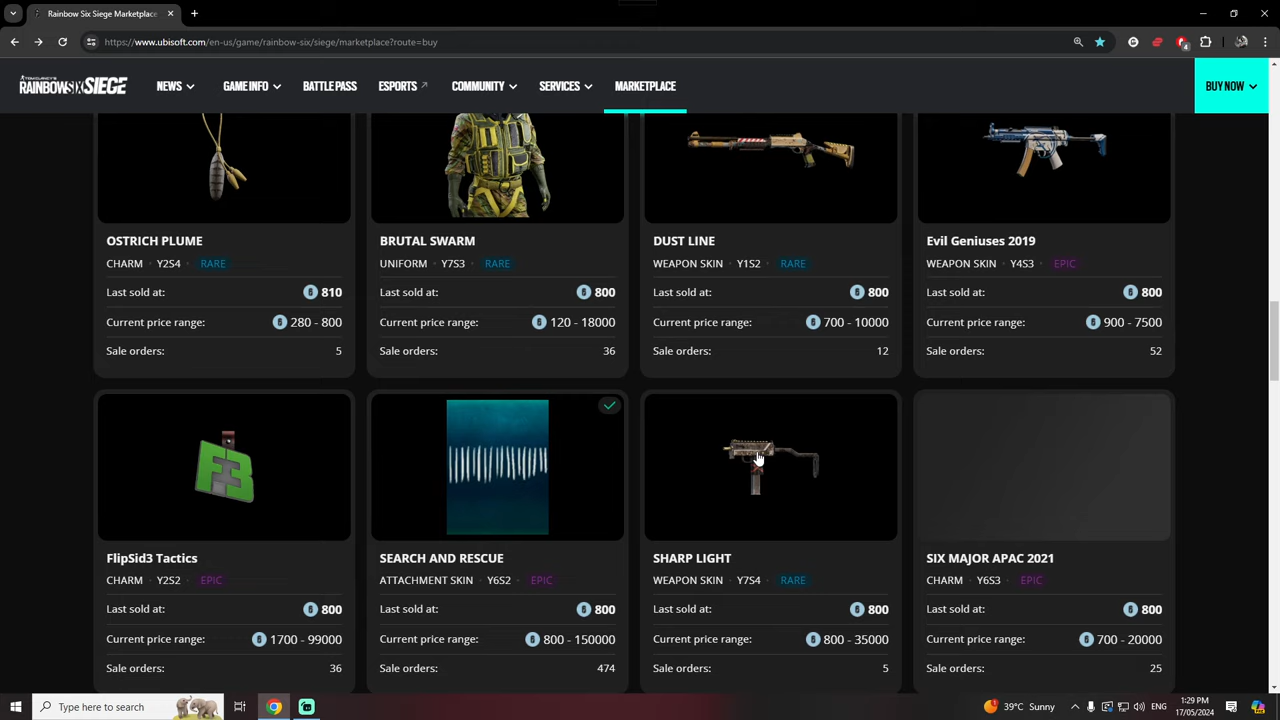 Rainbow Six Siege Marketplace
https://www.ubisoft.com/en-us/game/rainbow-six/siege/marketplace?route=buy
4
TOM CLANCY'S
RAINBOWSIX SIEGE
NEWS
GAME INFO
BATTLE PASS
ESPORTS
COMMUNITY
SERVICES
MARKETPLACE
BUY NOW
OSTRICH PLUME
CHARM · Y2S4 RARE
Last sold at: 810
Current price range: 280 - 800
Sale orders: 5
BRUTAL SWARM
UNIFORM · Y7S3 RARE
Last sold at: 800
Current price range: 120 - 18000
Sale orders: 36
DUST LINE
WEAPON SKIN · Y1S2 RARE
Last sold at: 800
Current price range: 700 - 10000
Sale orders: 12
Evil Geniuses 2019
WEAPON SKIN · Y4S3 EPIC
Last sold at: 800
Current price range: 900 - 7500
Sale orders: 52
F3
FlipSid3 Tactics
CHARM · Y2S2 EPIC
Last sold at: 800
Current price range: 1700 - 99000
Sale orders: 36
SEARCH AND RESCUE
ATTACHMENT SKIN · Y6S2 EPIC
Last sold at: 800
Current price range: 800 - 150000
Sale orders: 474
SHARP LIGHT
WEAPON SKIN · Y7S4 RARE
Last sold at: 800
Current price range: 800 - 35000
Sale orders: 5
SIX MAJOR APAC 2021
CHARM · Y6S3 EPIC
Last sold at: 800
Current price range: 700 - 20000
Sale orders: 25
Type here to search
39°C Sunny
1:29 PM
17/05/2024